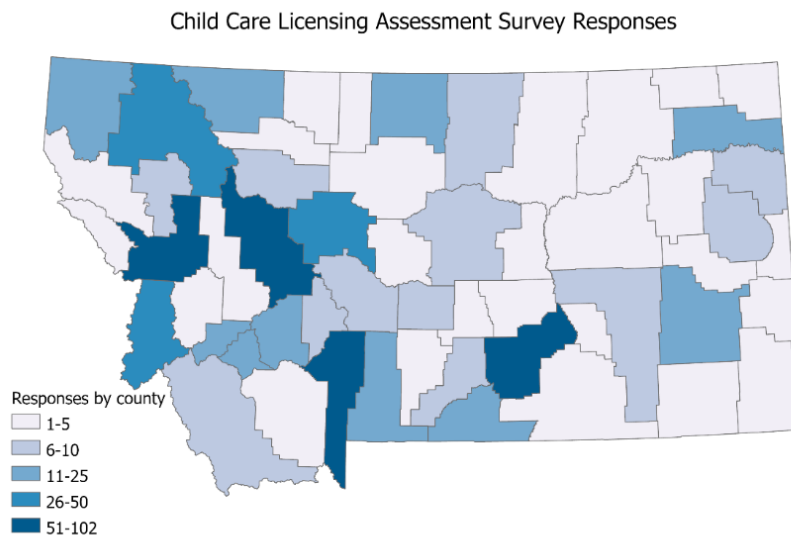 Child Care Licensing Assessment Survey Responses
Responses by county
1-5
6-10
11-25
26-50
51-102